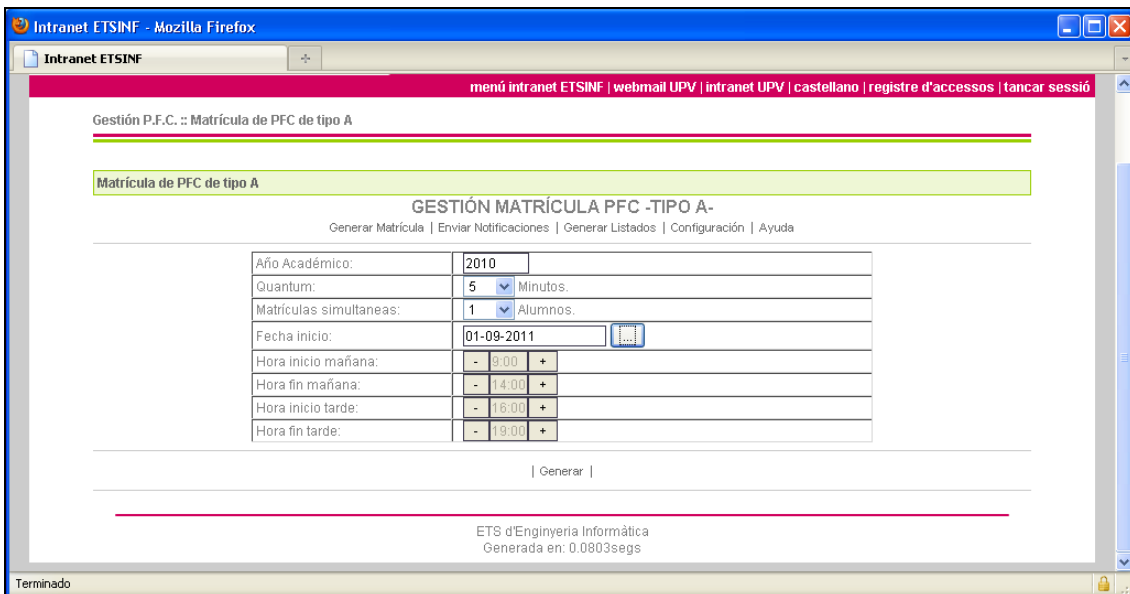 Intranet ETSINF - Mozilla Firefox
Intranet ETSINF
menú intranet ETSINF | webmail UPV | intranet UPV | castellano | registre d'accessos | tancar sessió
Gestión P.F.C. :: Matrícula de PFC de tipo A
Matrícula de PFC de tipo A
GESTIÓN MATRÍCULA PFC -TIPO A-
Generar Matrícula | Enviar Notificaciones | Generar Listados | Configuración | Ayuda
Año Académico: 2010
Quantum: 5 Minutos.
Matrículas simultaneas: 1 Alumnos.
Fecha inicio: 01-09-2011 ...
Hora inicio mañana: - 9:00 +
Hora fin mañana: - 14:00 +
Hora inicio tarde: - 16:00 +
Hora fin tarde: - 19:00 +
| Generar |
ETS d'Enginyeria Informàtica
Generada en: 0.0803segs
Terminado